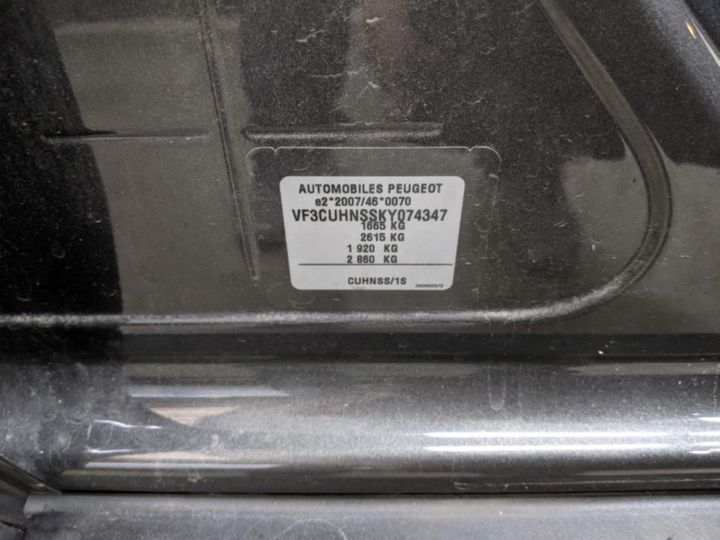 AUTOMOBILES PEUGEOT
e2*2007/46*0070
VF3CUHNSSKY074347
1665 KG
2615 KG
1 920 KG
2 860 KG
CUHNSS/1S